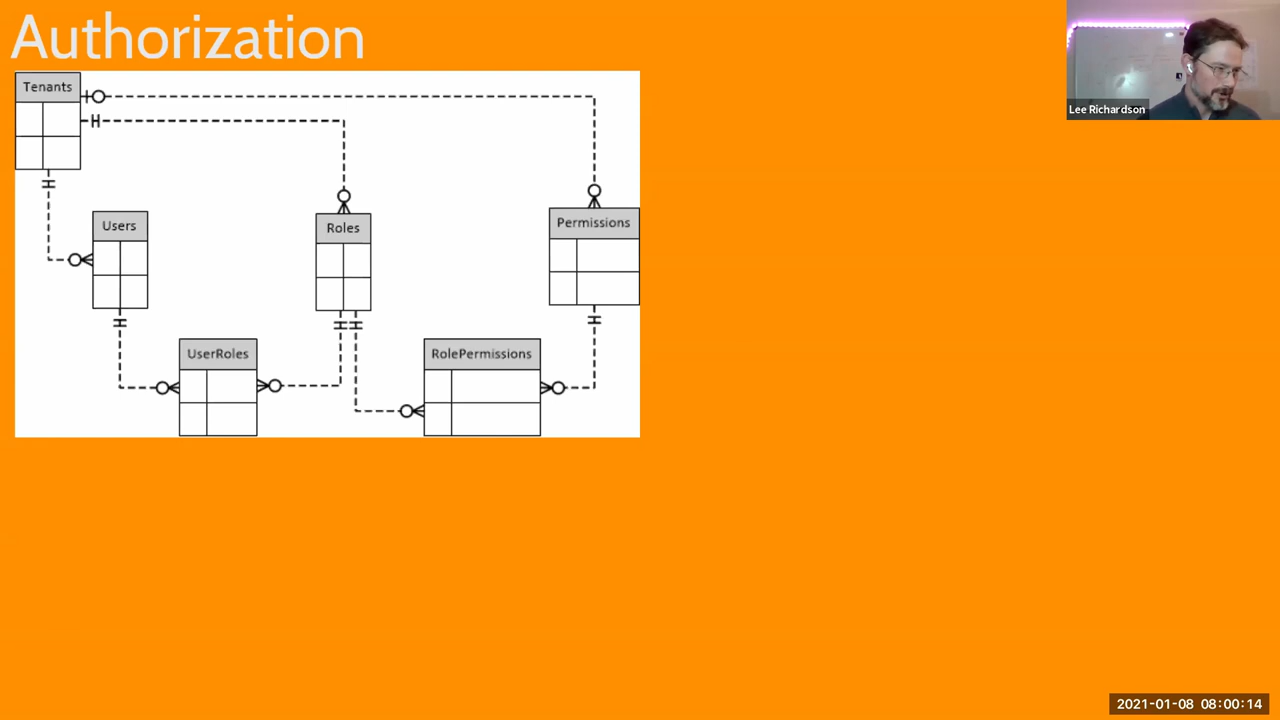 Authorization
Tenants
Lee Richardson
Users
Roles
Permissions
UserRoles
RolePermissions
2021-01-08 08:00:14